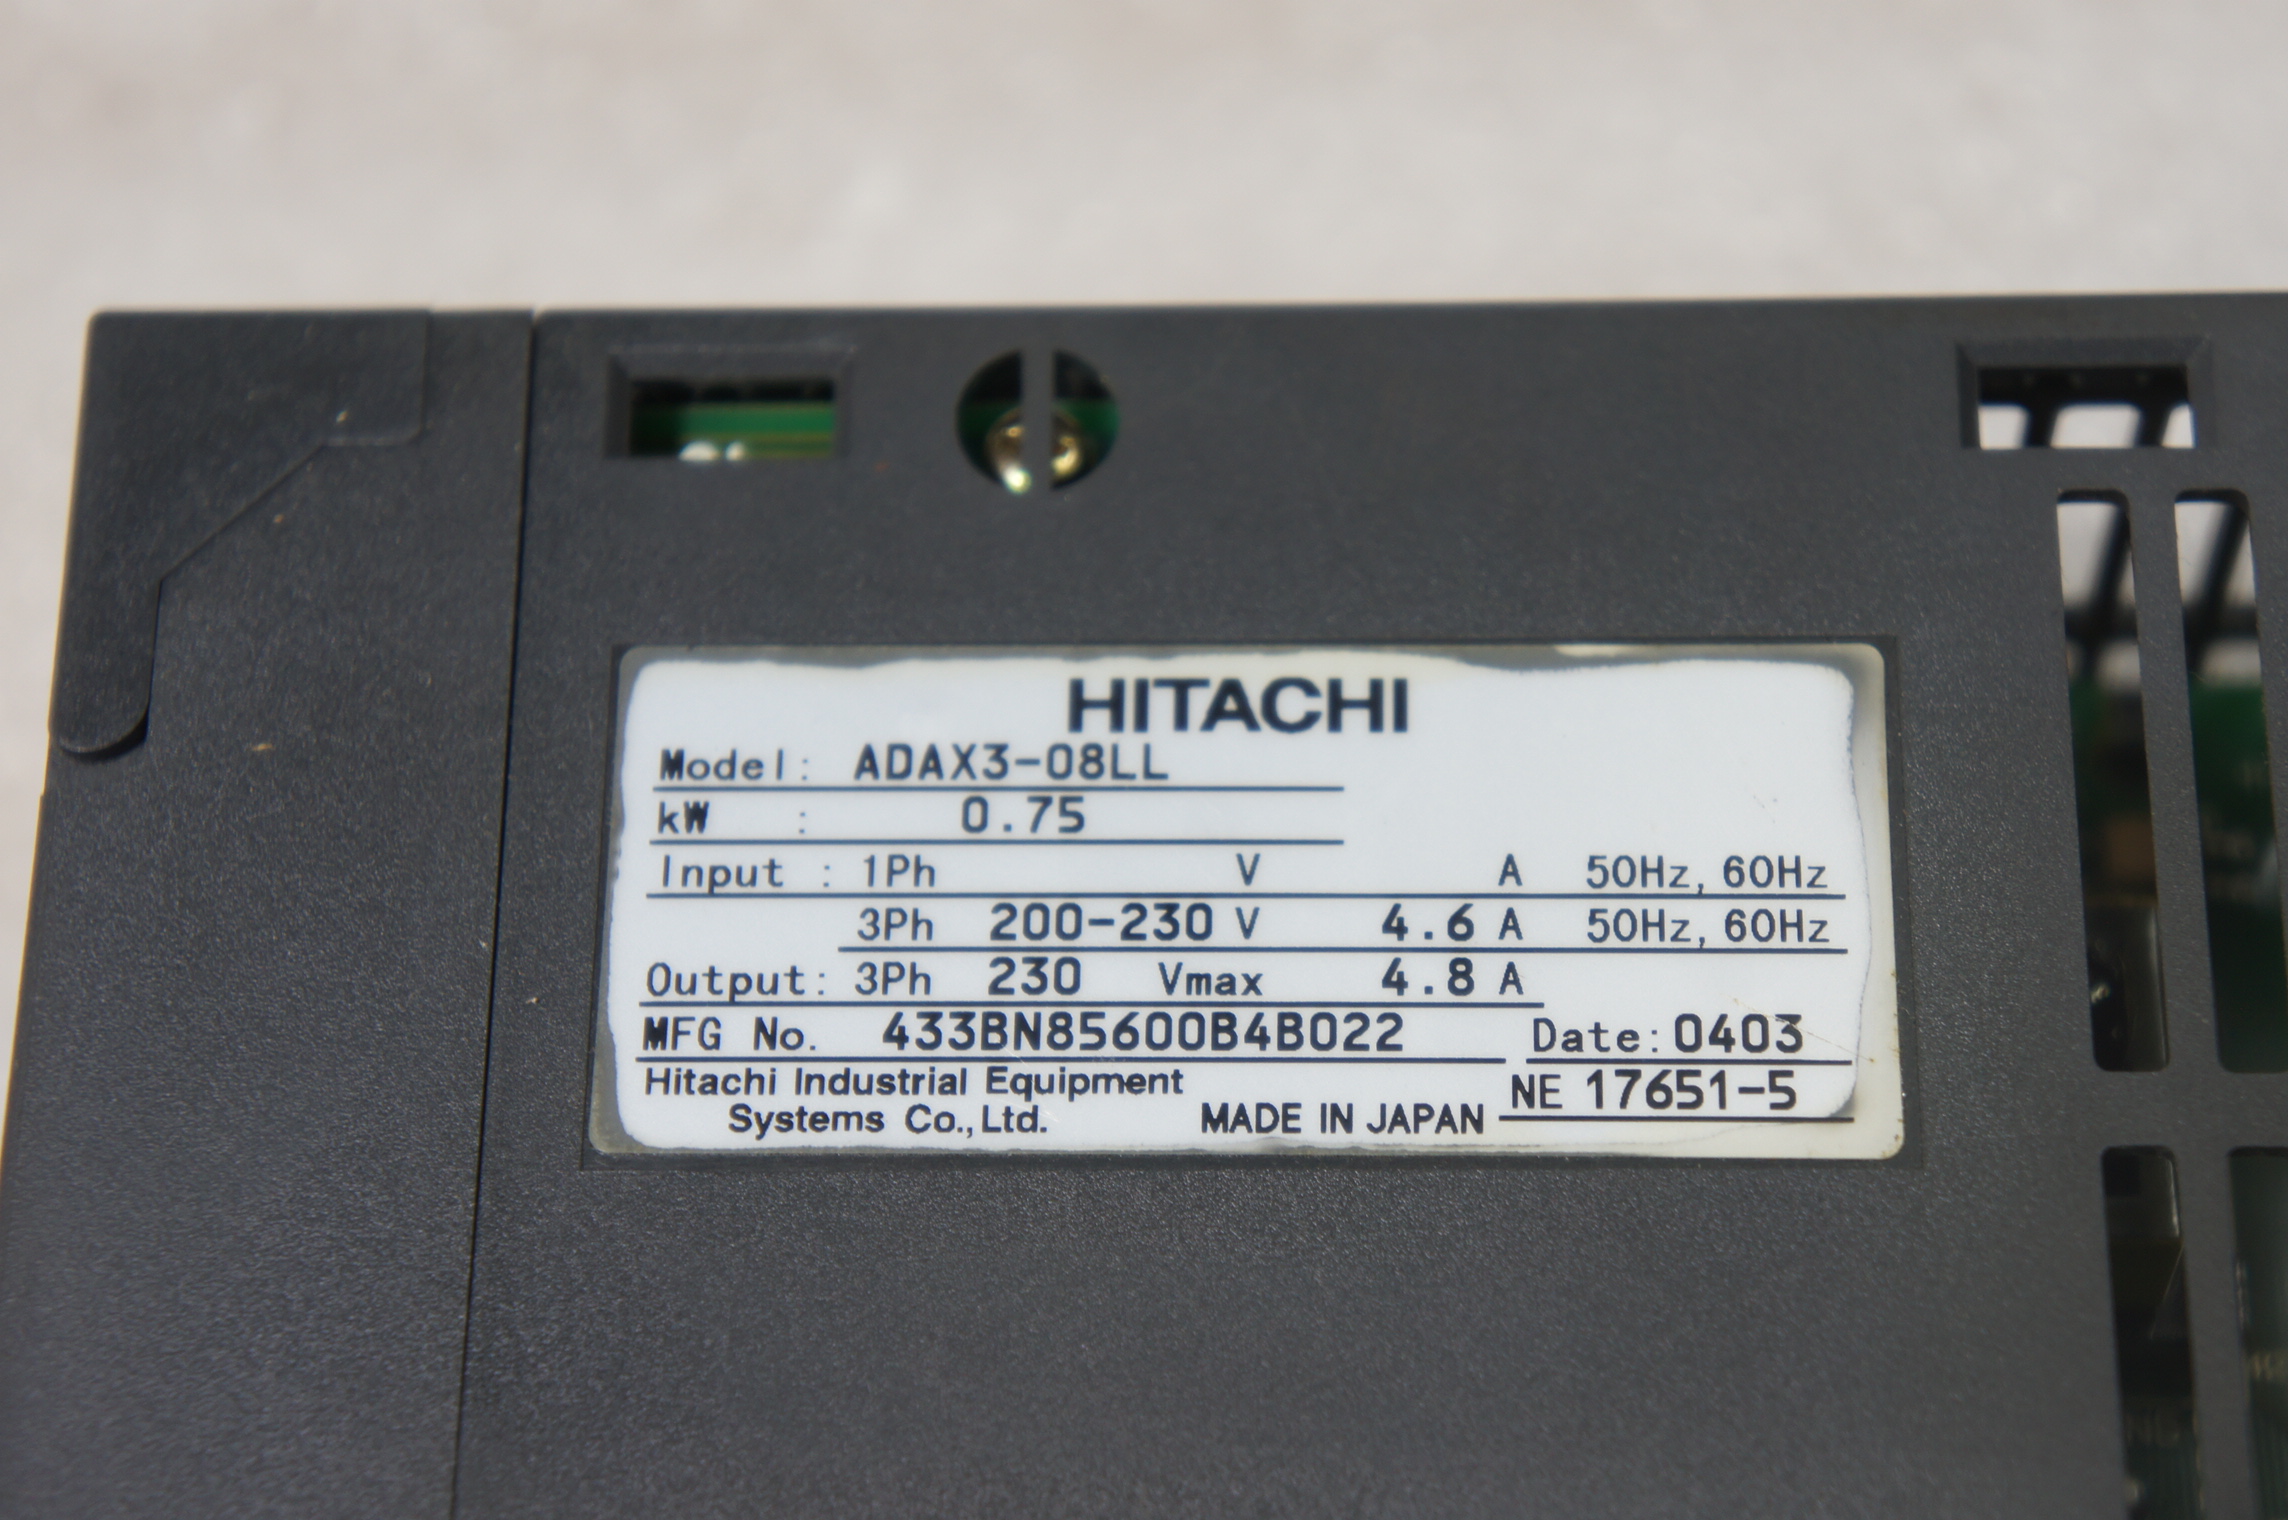 HITACHI
Model: ADAX3-08LL
kW : 0.75
Input : 1Ph V A 50Hz, 60Hz
3Ph 200-230 V 4.6 A 50Hz, 60Hz
Output: 3Ph 230 Vmax 4.8 A
MFG No. 433BN85600B4B022 Date: 0403
Hitachi Industrial Equipment
Systems Co., Ltd. MADE IN JAPAN NE 17651-5